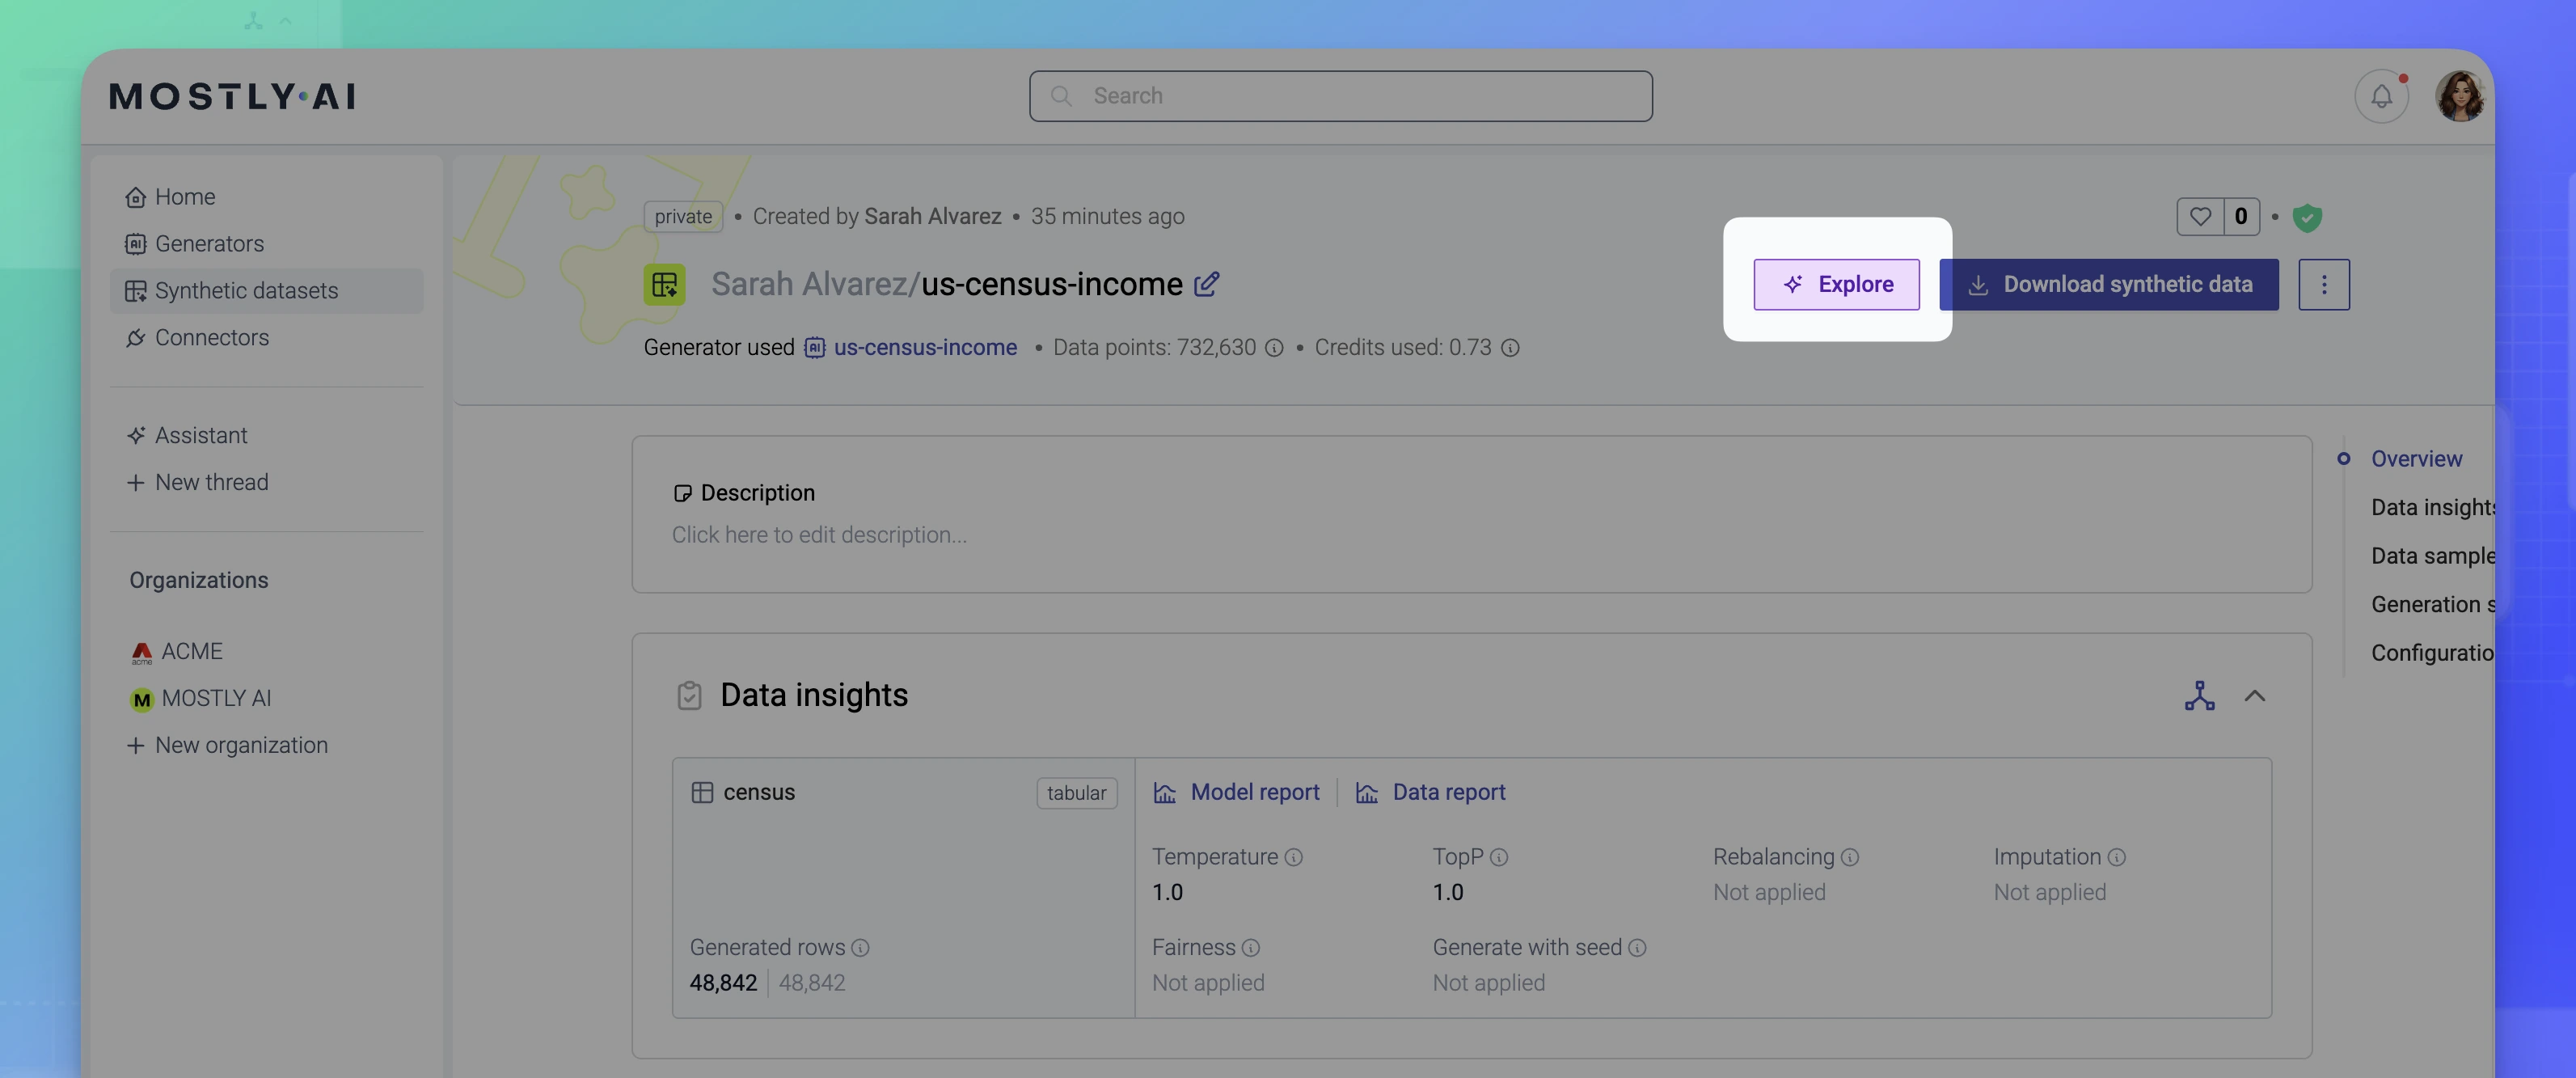 MOSTLY•AI
Search
Home
Generators
Synthetic datasets
Connectors
Assistant
+ New thread
Organizations
acme
ACME
M
MOSTLY AI
+ New organization
private • Created by Sarah Alvarez • 35 minutes ago
0 •
Sarah Alvarez/us-census-income
Explore
Download synthetic data
Generator used AI us-census-income • Data points: 732,630 • Credits used: 0.73
Description
Click here to edit description...
Overview
Data insights
Data sample
Generation s
Configuratio
Data insights
census
tabular
Generated rows
48,842 | 48,842
Model report | Data report
Temperature
1.0
TopP
1.0
Rebalancing
Not applied
Imputation
Not applied
Fairness
Not applied
Generate with seed
Not applied